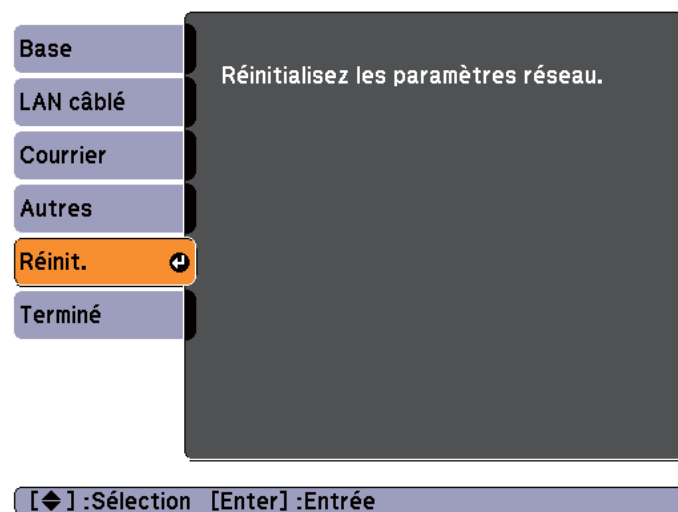 Base
LAN câblé
Courrier
Autres
Réinit.
Terminé
Réinitialisez les paramètres réseau.
[◆] :Sélection [Enter] :Entrée